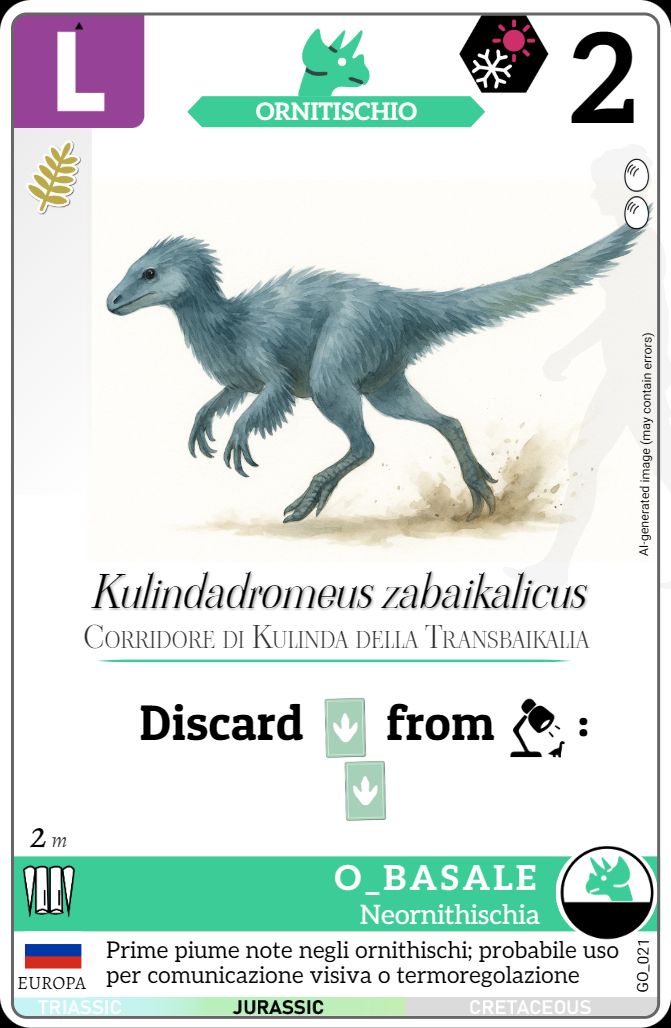 L
2
ORNITISCHIO
AI-generated image (may contain errors)
Kulindadromeus zabaikalicus
Corridore di Kulinda della Transbaikalia
Discard from :
2 m
O_BASALE
Neornithischia
EUROPA
Prime piume note negli ornithischi; probabile uso
per comunicazione visiva o termoregolazione
GO_021
TRIASSIC JURASSIC CRETACEOUS